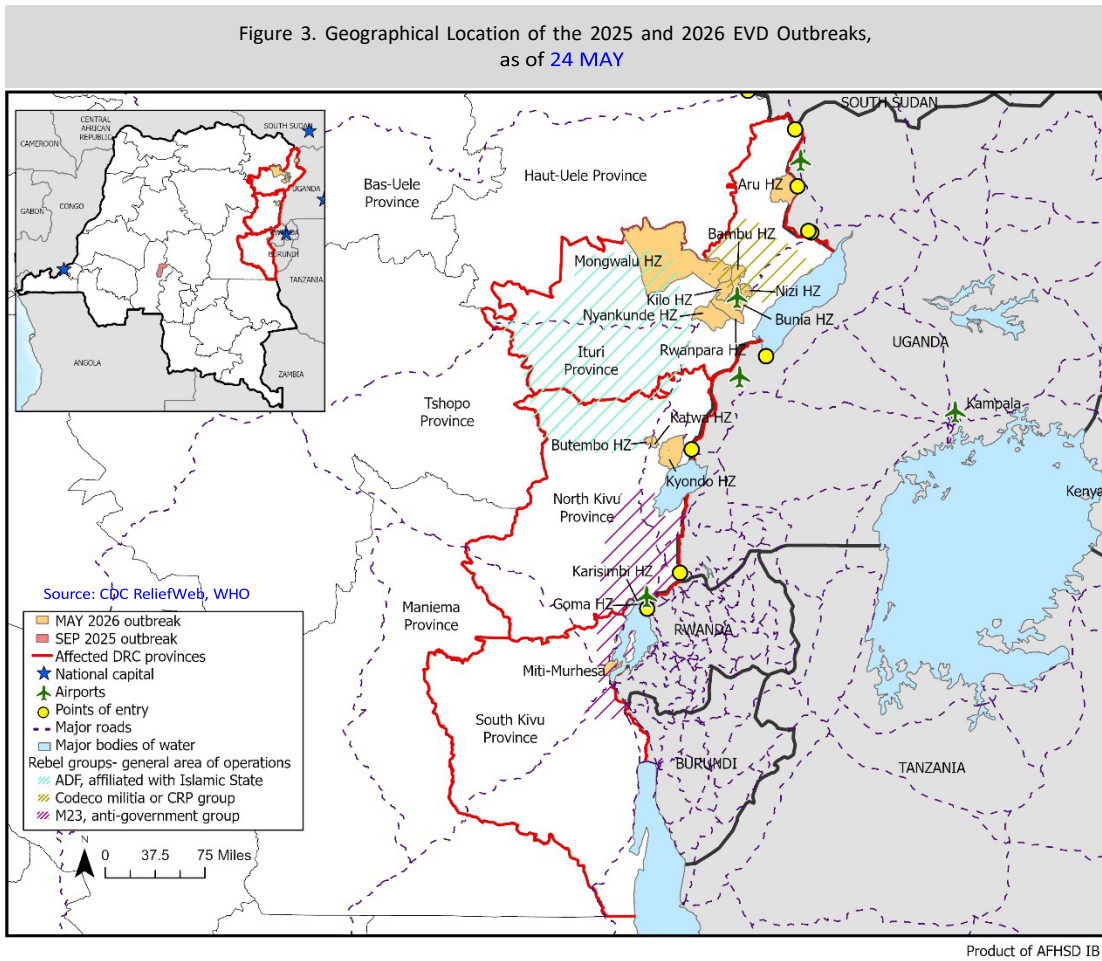 Figure 3. Geographical Location of the 2025 and 2026 EVD Outbreaks,
as of 24 MAY
SOUTH SUDAN
CENTRAL
AFRICAN
REPUBLIC
SOUTH SUDAN
CAMEROON
UGANDA
GABON
CONGO
BURUNDI
TANZANIA
ANGOLA
ZAMBIA
Bas-Uele
Province
Haut-Uele Province
Aru HZ
Bambu HZ
Mongwalu HZ
Kilo HZ
Nizi HZ
Nyankunde HZ
Bunia HZ
Rwanpara HZ
UGANDA
Ituri
Province
Tshopo
Province
Kampala
Katwa HZ
Butembo HZ
Kyondo HZ
Kenya
North Kivu
Province
Karisimbi HZ
Goma HZ
RWANDA
Maniema
Province
Miti-Murhesa
South Kivu
Province
BURUNDI
TANZANIA
Source: CDC ReliefWeb, WHO
MAY 2026 outbreak
SEP 2025 outbreak
Affected DRC provinces
National capital
Airports
Points of entry
Major roads
Major bodies of water
Rebel groups- general area of operations
ADF, affiliated with Islamic State
Codeco militia or CRP group
M23, anti-government group
N
0 37.5 75 Miles
Product of AFHSD IB